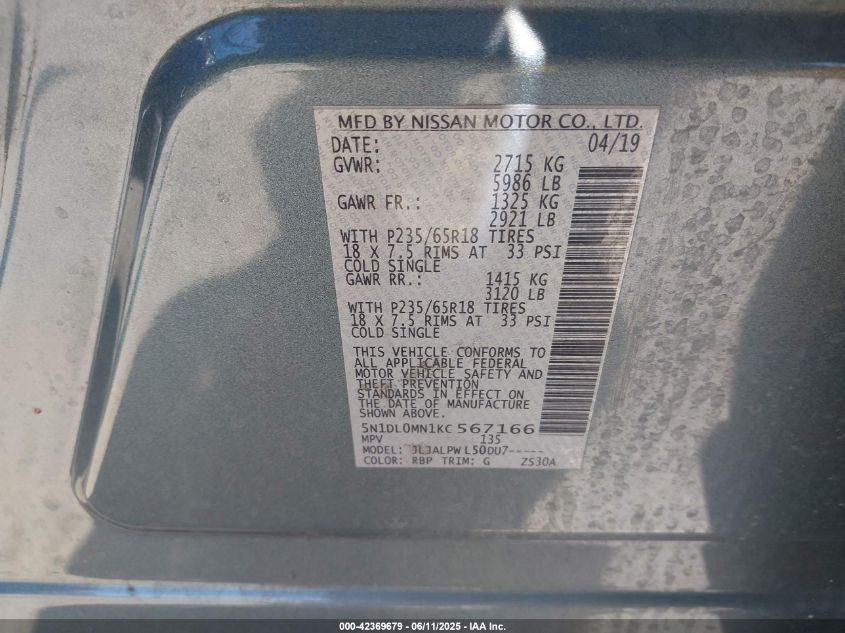 MFD BY NISSAN MOTOR CO., LTD.
DATE: 04/19
GVWR: 2715 KG
5986 LB
GAWR FR.: 1325 KG
2921 LB
WITH P235/65R18 TIRES
18 X 7.5 RIMS AT 33 PSI
COLD SINGLE
GAWR RR.: 1415 KG
3120 LB
WITH P235/65R18 TIRES
18 X 7.5 RIMS AT 33 PSI
COLD SINGLE
THIS VEHICLE CONFORMS TO
ALL APPLICABLE FEDERAL
MOTOR VEHICLE SAFETY AND
THEFT PREVENTION
STANDARDS IN EFFECT ON
THE DATE OF MANUFACTURE
SHOWN ABOVE.
5N1DL0MN1KC567166
MPV 135
MODEL:
COLOR: RBP TRIM: G ZS30A
000-42369679 - 06/11/2025 - IAA Inc.